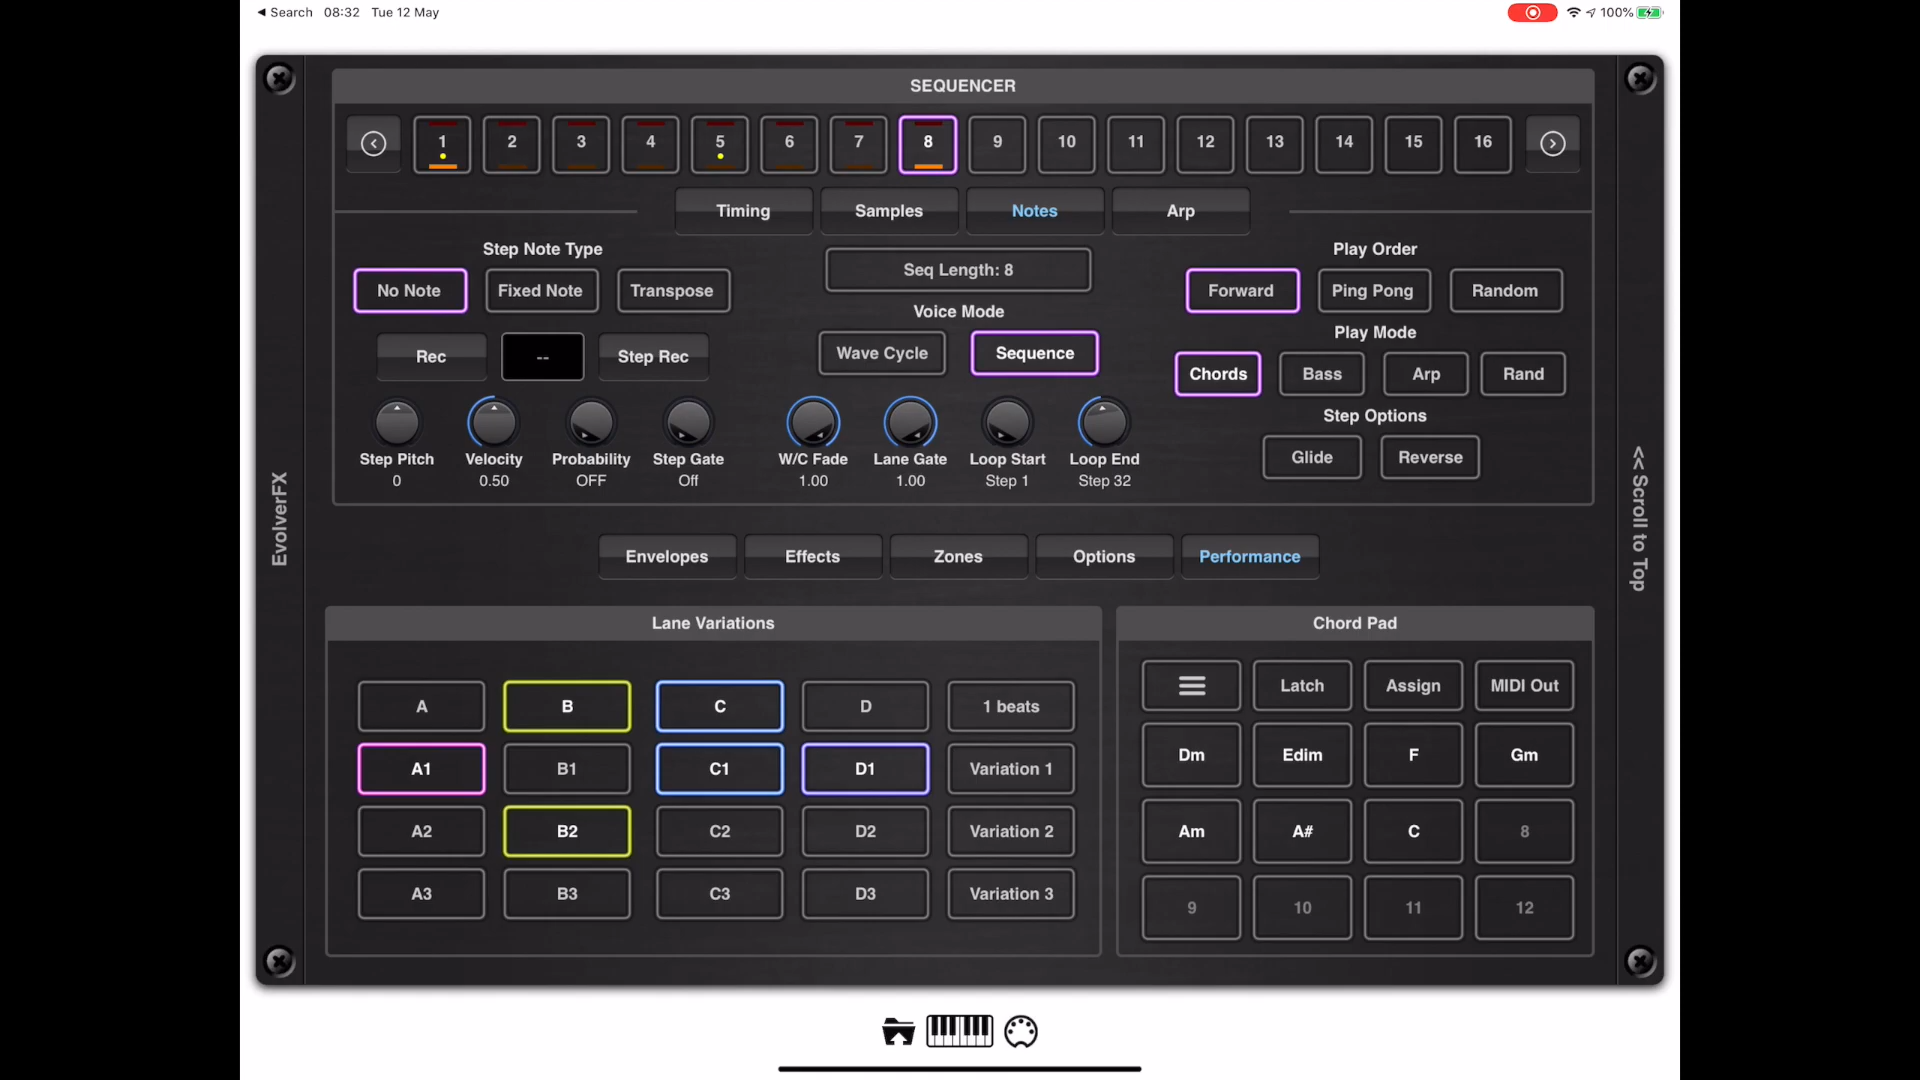 ◀ Search 08:32 Tue 12 May
100%
SEQUENCER
1 2 3 4 5 6 7 8 9 10 11 12 13 14 15 16
Timing Samples Notes Arp
Step Note Type
No Note Fixed Note Transpose
Rec -- Step Rec
Step Pitch Velocity Probability Step Gate
0 0.50 OFF Off
Seq Length: 8
Voice Mode
Wave Cycle Sequence
W/C Fade Lane Gate Loop Start Loop End
1.00 1.00 Step 1 Step 32
Play Order
Forward Ping Pong Random
Play Mode
Chords Bass Arp Rand
Step Options
Glide Reverse
EvolverFX
<< Scroll to Top
Envelopes Effects Zones Options Performance
Lane Variations
A B C D 1 beats
A1 B1 C1 D1 Variation 1
A2 B2 C2 D2 Variation 2
A3 B3 C3 D3 Variation 3
Chord Pad
Latch Assign MIDI Out
Dm Edim F Gm
Am A# C 8
9 10 11 12